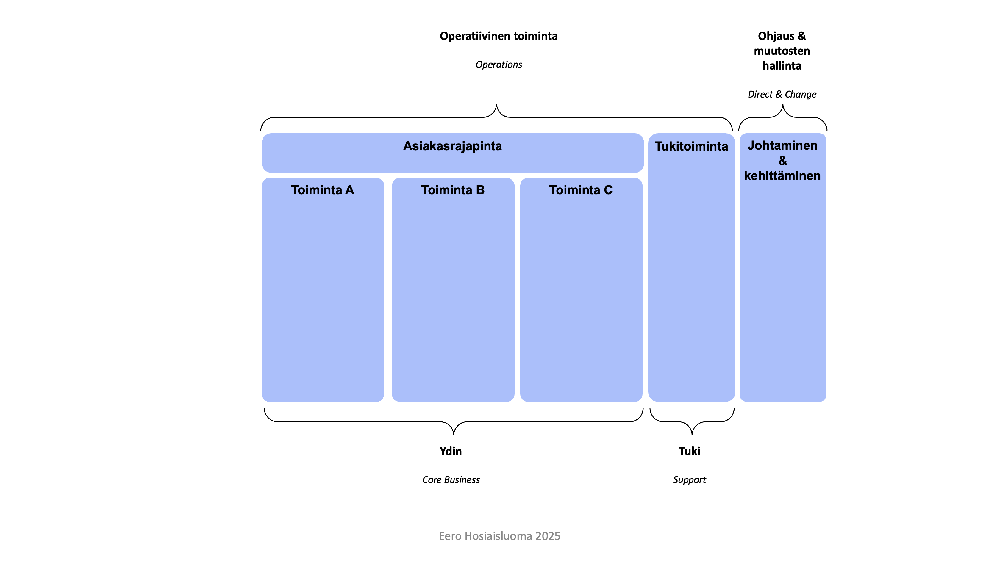 Operatiivinen toiminta
Operations
Ohjaus &
muutosten
hallinta
Direct & Change
Asiakasrajapinta
Tukitoiminta
Johtaminen
&
kehittäminen
Toiminta A
Toiminta B
Toiminta C
Ydin
Core Business
Tuki
Support
Eero Hosiaisluoma 2025